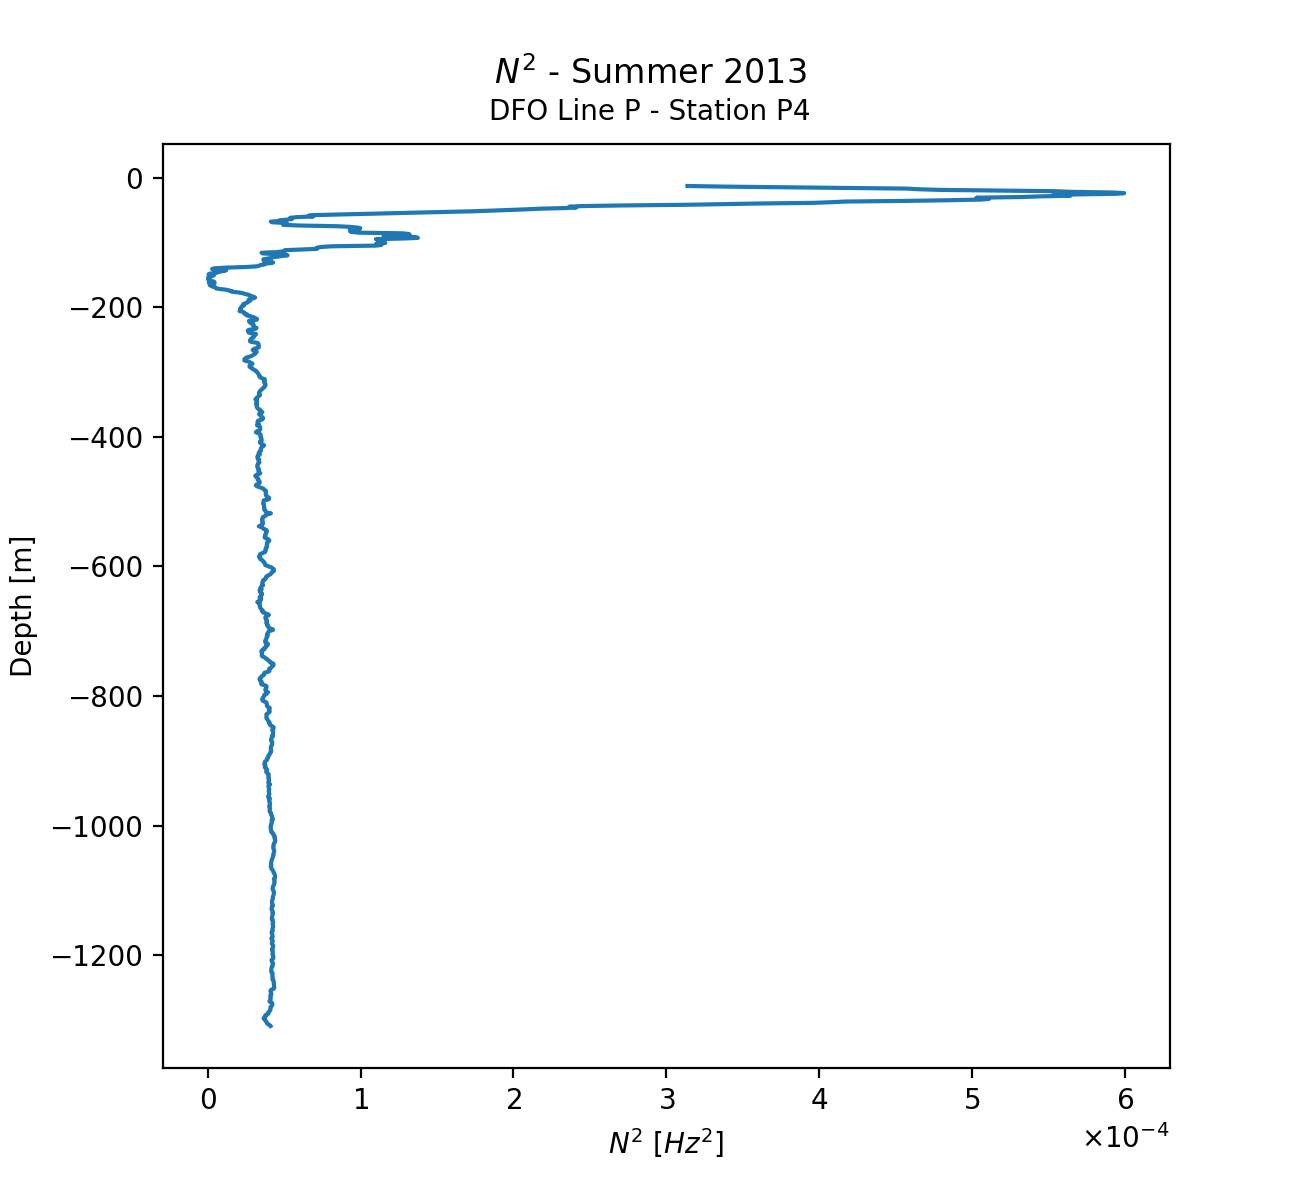 N² - Summer 2013
DFO Line P - Station P4
0
−200
−400
−600
−800
−1000
−1200
Depth [m]
0 1 2 3 4 5 6
×10⁻⁴
N² [Hz²]